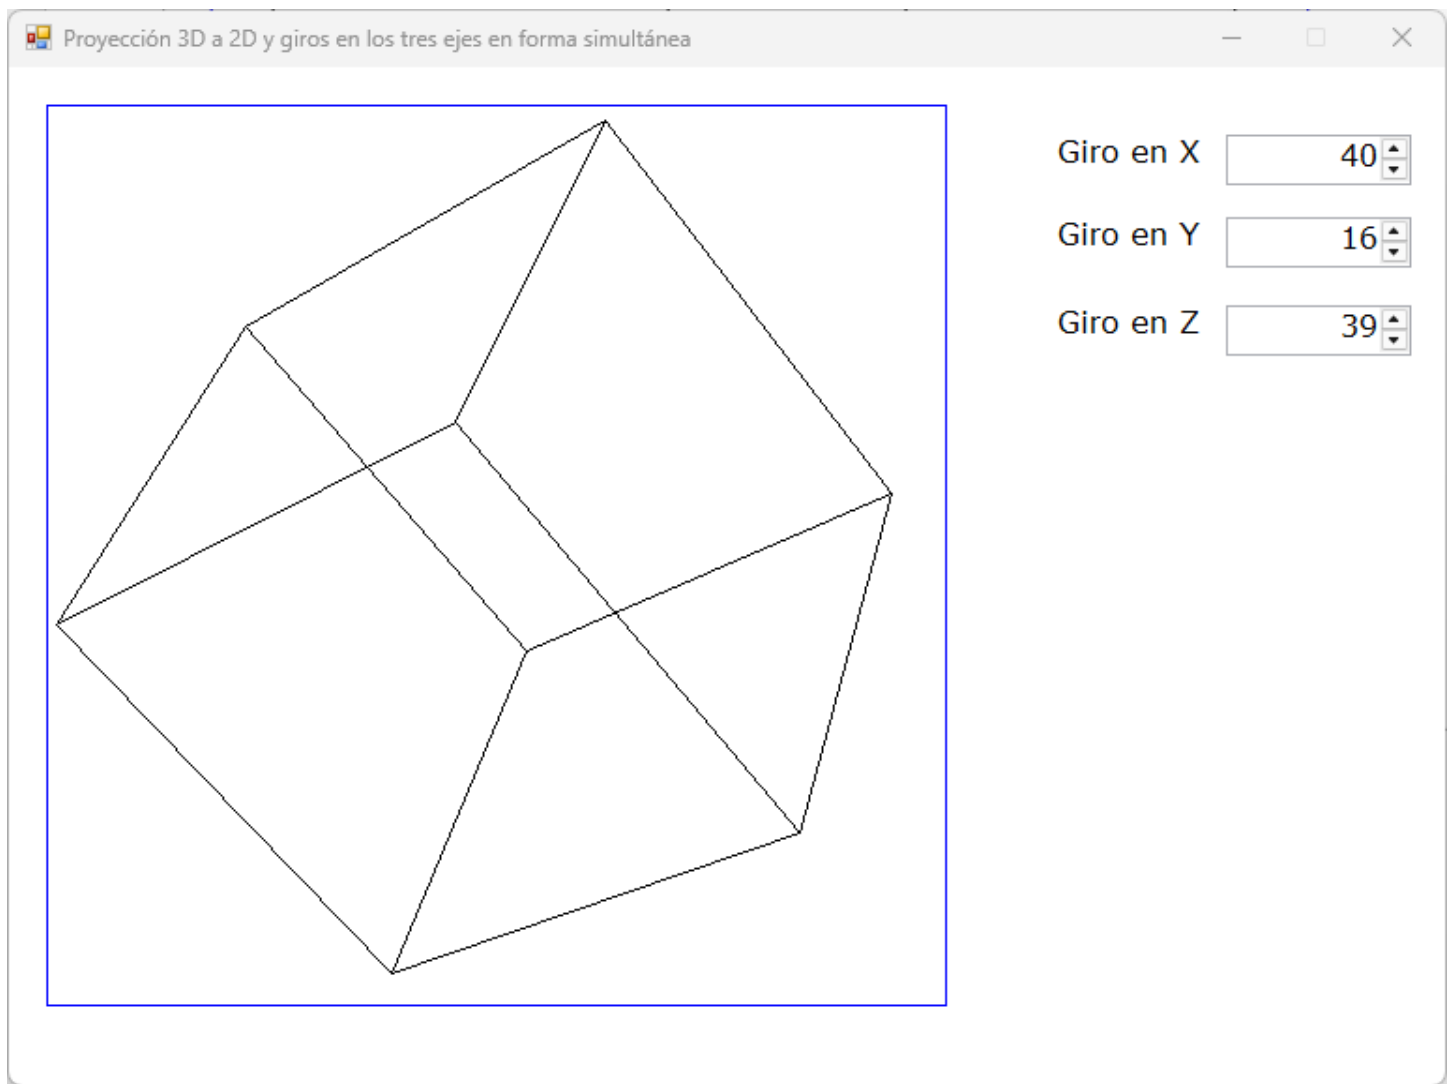 Proyección 3D a 2D y giros en los tres ejes en forma simultánea
Giro en X 40
Giro en Y 16
Giro en Z 39